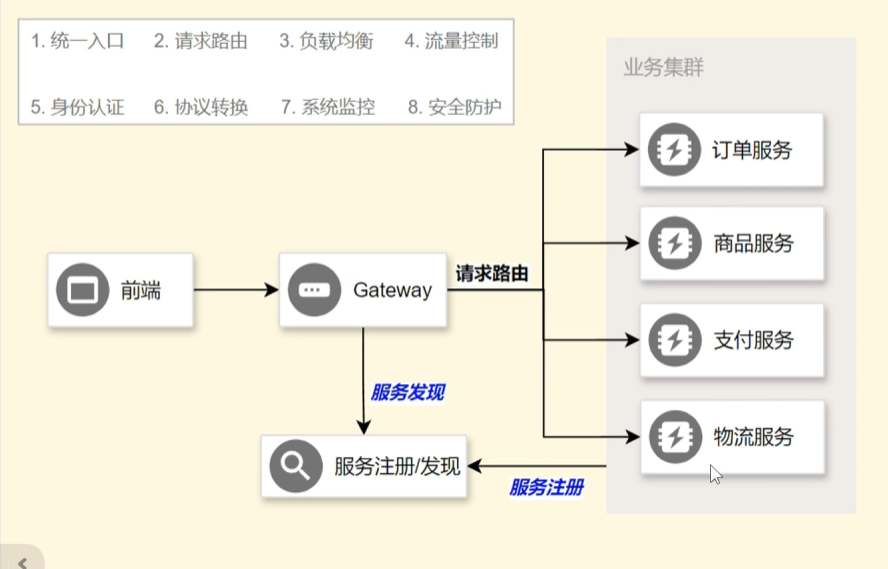 1. 统一入口 2. 请求路由 3. 负载均衡 4. 流量控制
5. 身份认证 6. 协议转换 7. 系统监控 8. 安全防护
业务集群
订单服务
商品服务
请求路由
前端
Gateway
支付服务
服务发现
物流服务
服务注册/发现
服务注册